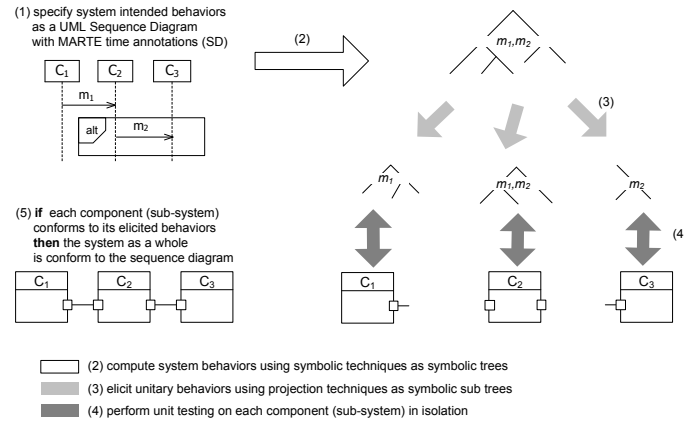 (1) specify system intended behaviors
as a UML Sequence Diagram
with MARTE time annotations (SD)
(2)
C1 C2 C3
m1
alt m2
m1,m2
(3)
m1 m1,m2 m2
(5) if each component (sub-system)
conforms to its elicited behaviors
then the system as a whole
is conform to the sequence diagram
(4
C1 C2 C3
C1 C2 C3
(2) compute system behaviors using symbolic techniques as symbolic trees
(3) elicit unitary behaviors using projection techniques as symbolic sub trees
(4) perform unit testing on each component (sub-system) in isolation